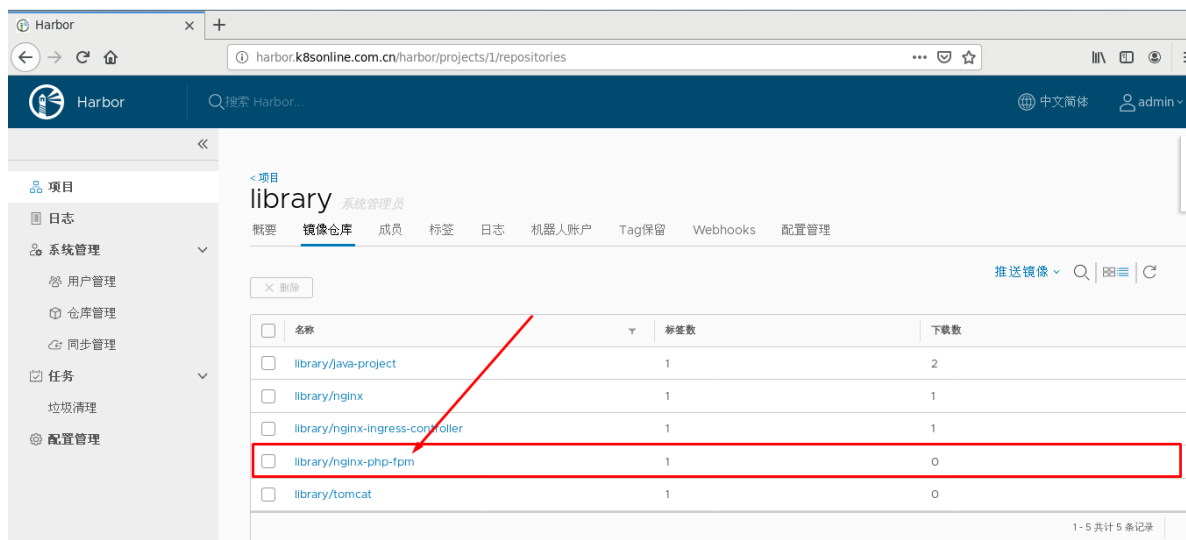 Harbor
harbor.k8sonline.com.cn/harbor/projects/1/repositories
Harbor
搜索 Harbor...
中文简体
admin
项目
日志
系统管理
用户管理
仓库管理
同步管理
任务
垃圾清理
配置管理
<项目
library 系统管理员
概要 镜像仓库 成员 标签 日志 机器人账户 Tag保留 Webhooks 配置管理
推送镜像
删除
名称 标签数 下载数
library/java-project 1 2
library/nginx 1 1
library/nginx-ingress-controller 1 1
library/nginx-php-fpm 1 0
library/tomcat 1 0
1 - 5 共计 5 条记录